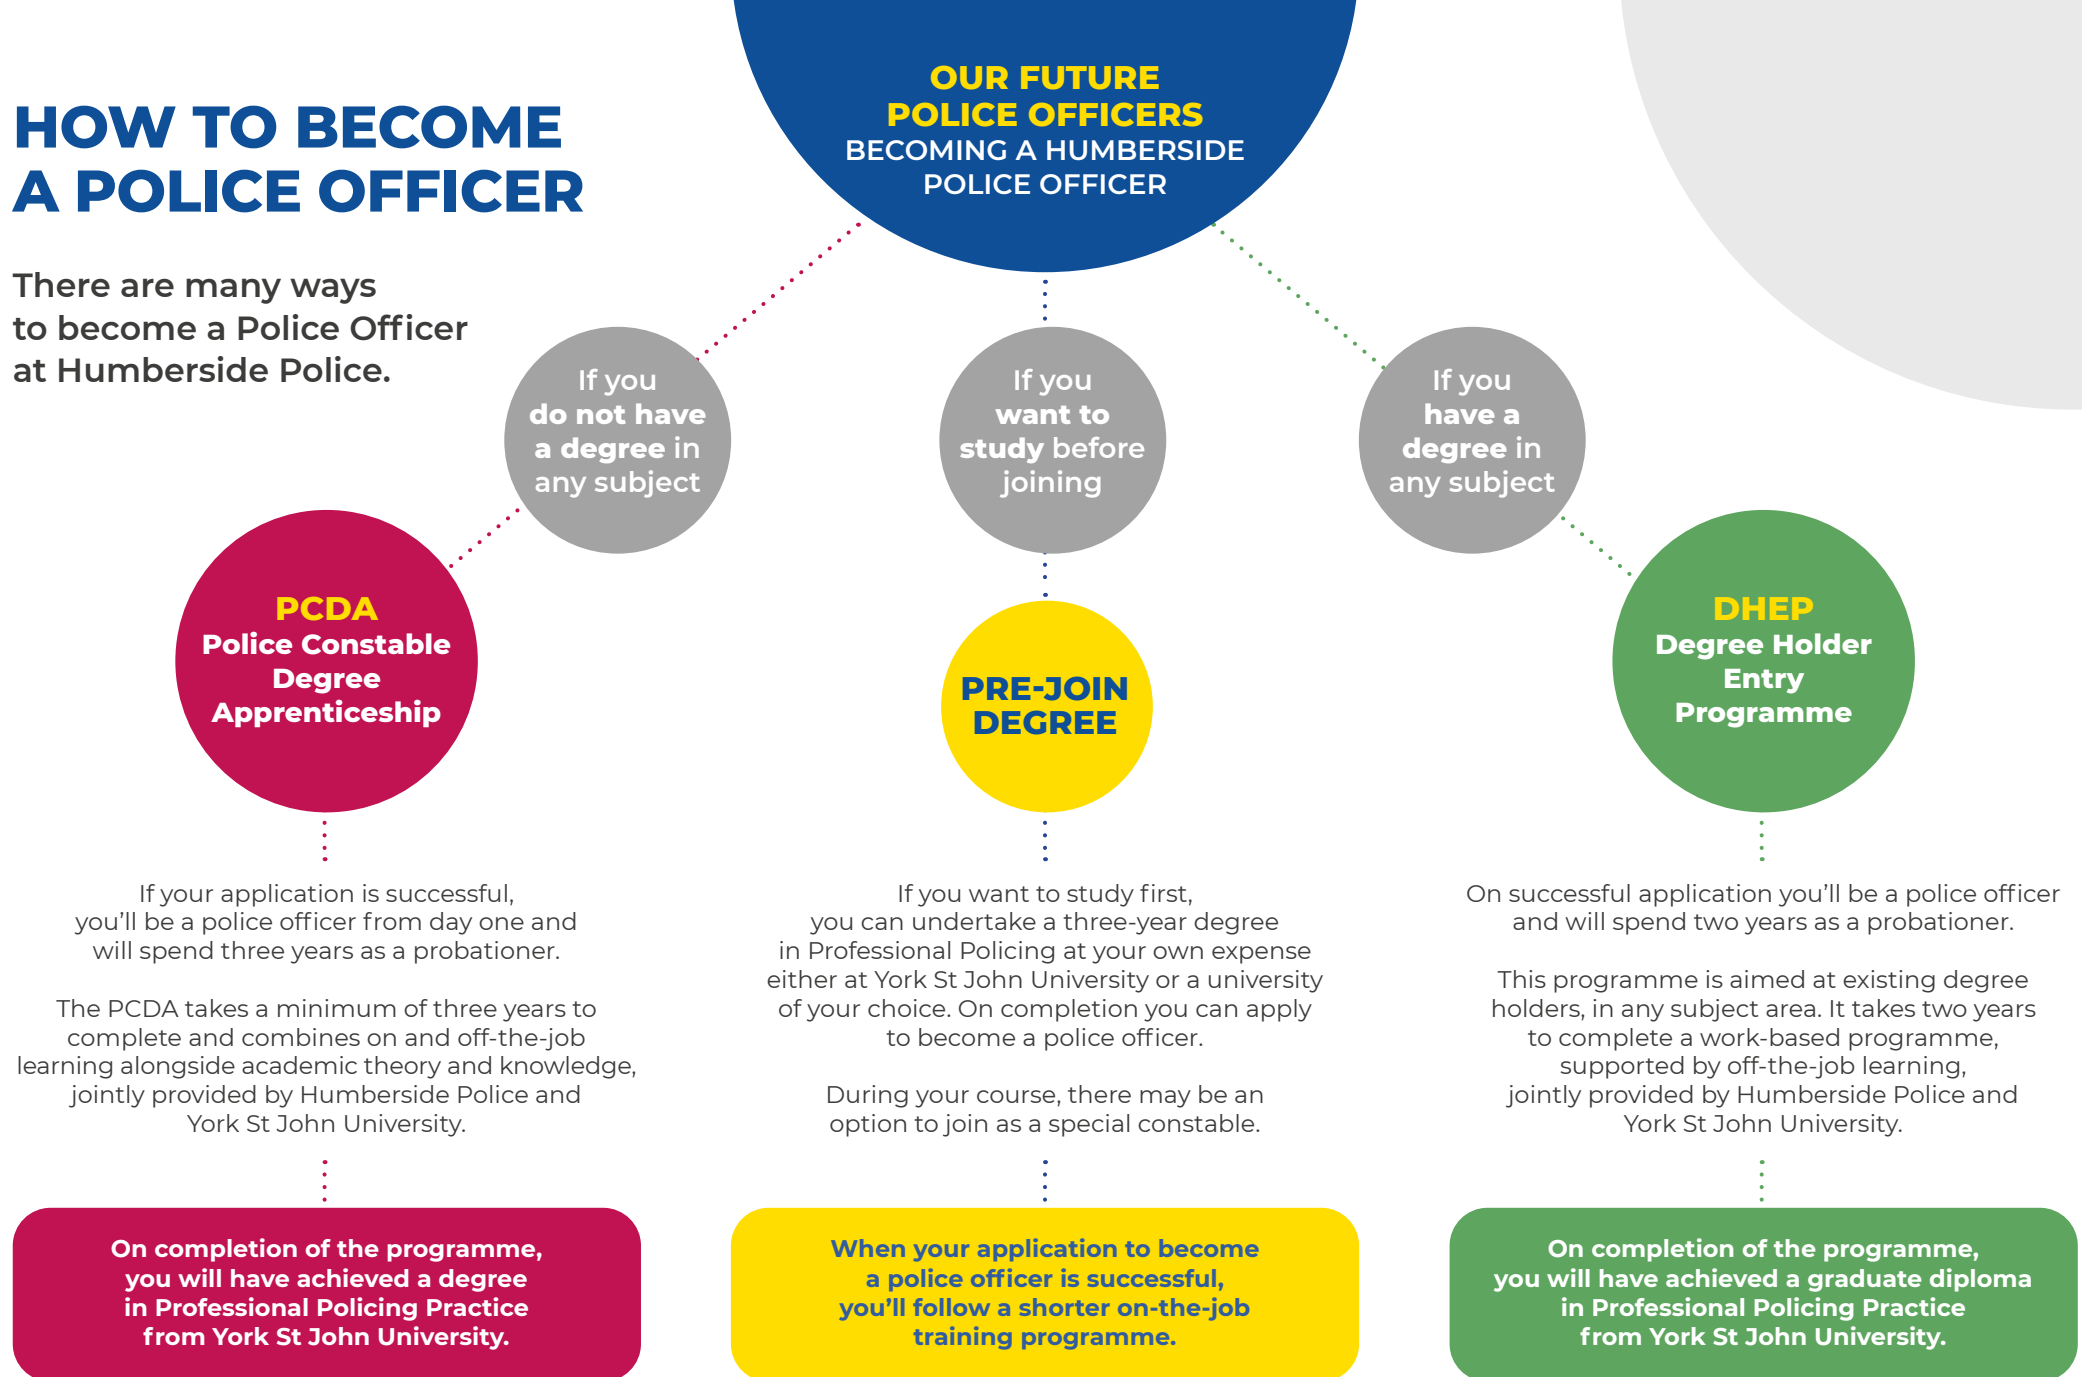 HOW TO BECOME
A POLICE OFFICER
There are many ways
to become a Police Officer
at Humberside Police.
OUR FUTURE
POLICE OFFICERS
BECOMING A HUMBERSIDE
POLICE OFFICER
If you
do not have
a degree in
any subject
If you
want to
study before
joining
If you
have a
degree in
any subject
PCDA
Police Constable
Degree
Apprenticeship
PRE-JOIN
DEGREE
DHEP
Degree Holder
Entry
Programme
If your application is successful,
you'll be a police officer from day one and
will spend three years as a probationer.
The PCDA takes a minimum of three years to
complete and combines on and off-the-job
learning alongside academic theory and knowledge,
jointly provided by Humberside Police and
York St John University.
If you want to study first,
you can undertake a three-year degree
in Professional Policing at your own expense
either at York St John University or a university
of your choice. On completion you can apply
to become a police officer.
During your course, there may be an
option to join as a special constable.
On successful application you'll be a police officer
and will spend two years as a probationer.
This programme is aimed at existing degree
holders, in any subject area. It takes two years
to complete a work-based programme,
supported by off-the-job learning,
jointly provided by Humberside Police and
York St John University.
On completion of the programme,
you will have achieved a degree
in Professional Policing Practice
from York St John University.
When your application to become
a police officer is successful,
you'll follow a shorter on-the-job
training programme.
On completion of the programme,
you will have achieved a graduate diploma
in Professional Policing Practice
from York St John University.